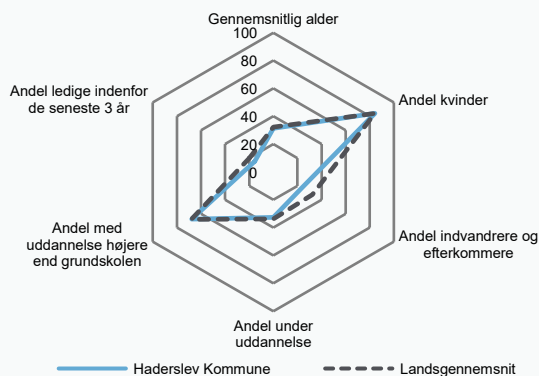 Gennemsnitlig alder
100
80
60
40
20
0
Andel kvinder
Andel indvandrere og
efterkommere
Andel under
uddannelse
Andel med
uddannelse højere
end grundskolen
Andel ledige indenfor
de seneste 3 år
Haderslev Kommune
Landsgennemsnit